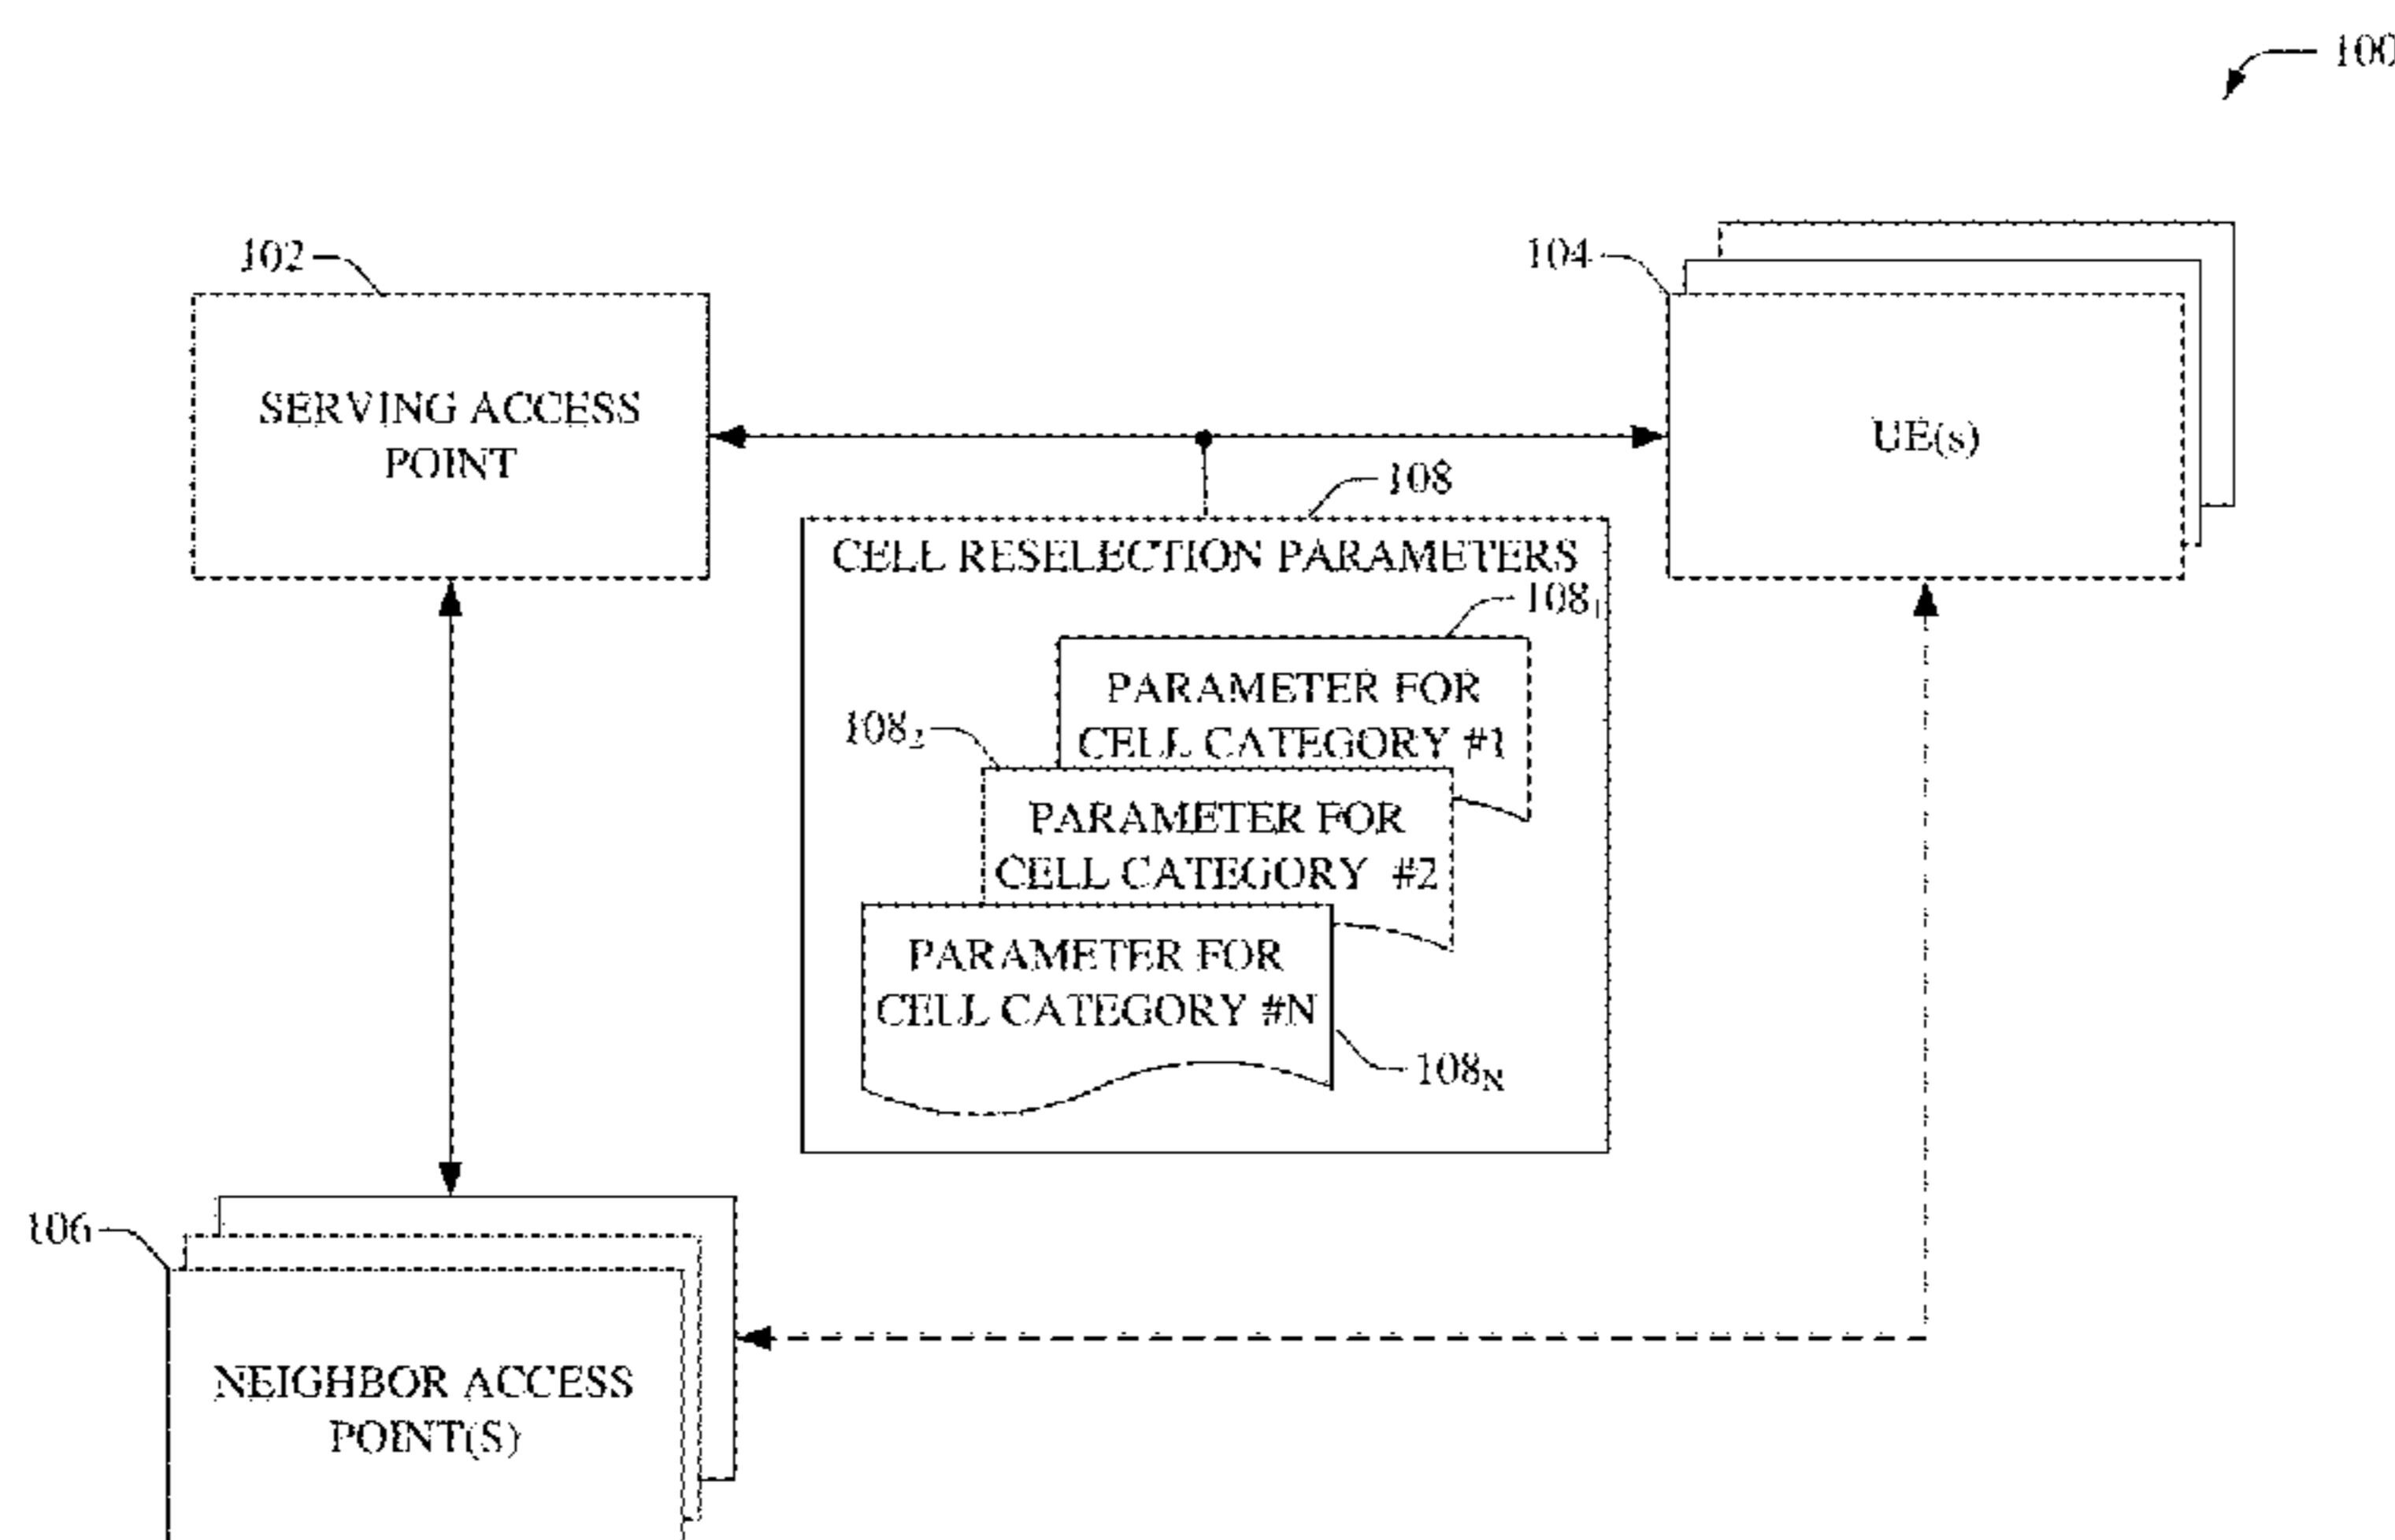 100
102
104
SERVING ACCESS
POINT
UE(s)
108
CELL RESELECTION PARAMETERS
108₁
PARAMETER FOR
CELL CATEGORY #1
108₂
PARAMETER FOR
CELL CATEGORY #2
PARAMETER FOR
CELL CATEGORY #N
108_N
106
NEIGHBOR ACCESS
POINT(S)